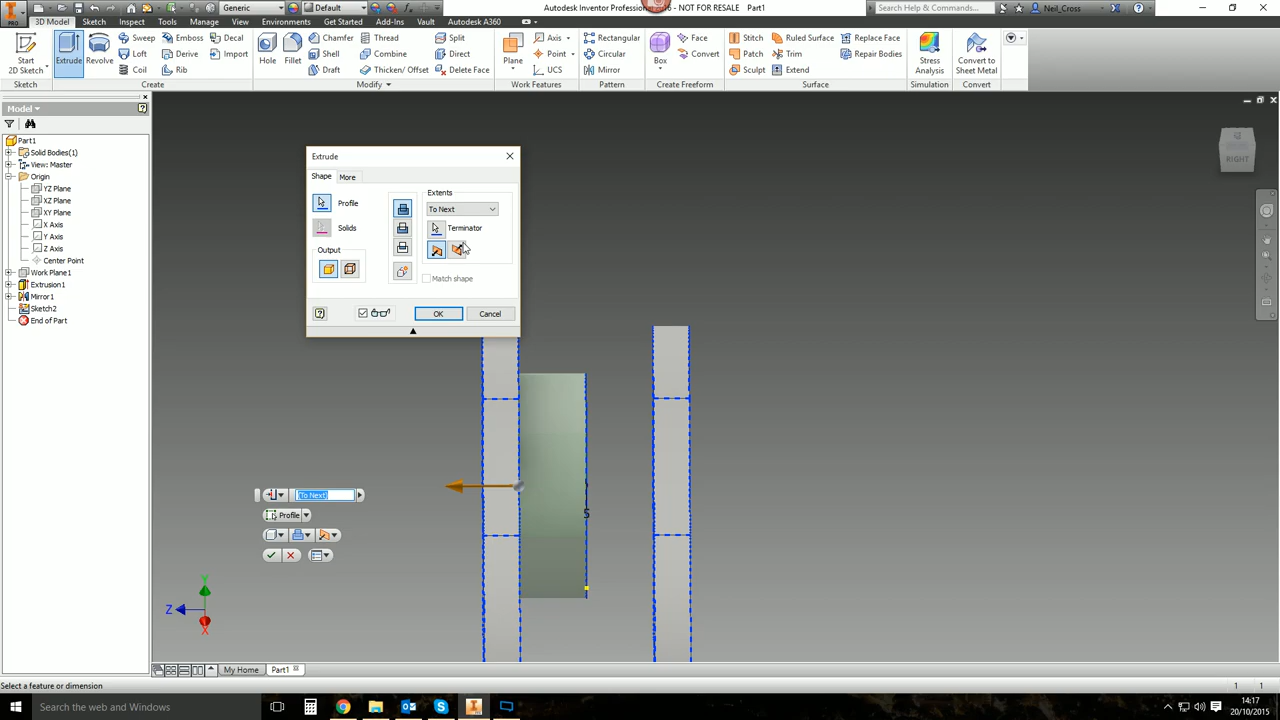 Generic
Default
Autodesk Inventor Professional
- NOT FOR RESALE
Part1
Search Help & Commands...
Neil_Cross
PRO
3D Model
Sketch
Inspect
Tools
Manage
View
Environments
Get Started
Add-Ins
Vault
Autodesk A360
Start
2D Sketch
Extrude
Revolve
Sweep
Emboss
Decal
Loft
Derive
Import
Coil
Rib
Hole
Fillet
Chamfer
Thread
Split
Shell
Combine
Direct
Draft
Thicken/ Offset
Delete Face
Plane
Axis
Point
UCS
Rectangular
Circular
Mirror
Box
Face
Convert
Stitch
Ruled Surface
Replace Face
Patch
Trim
Repair Bodies
Sculpt
Extend
Stress
Analysis
Convert to
Sheet Metal
Sketch
Create
Modify
Work Features
Pattern
Create Freeform
Surface
Simulation
Convert
Model
Part1
Solid Bodies(1)
View: Master
Origin
YZ Plane
XZ Plane
XY Plane
X Axis
Y Axis
Z Axis
Center Point
Work Plane1
Extrusion1
Mirror1
Sketch2
End of Part
Extrude
Shape
More
Profile
Solids
Output
Extents
To Next
Terminator
Match shape
OK
Cancel
RIGHT
(To Next)
Profile
5
Y
Z
X
My Home
Part1
Select a feature or dimension
1
1
Search the web and Windows
14:17
20/10/2015